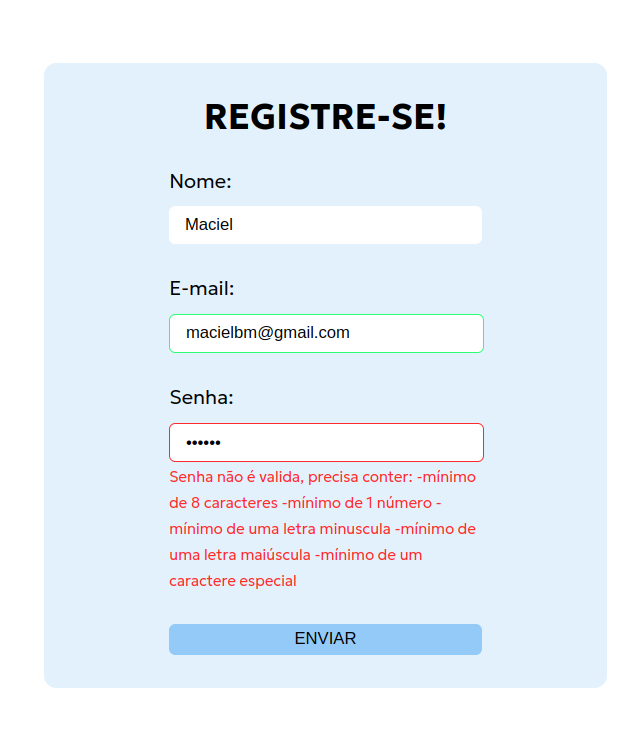 REGISTRE-SE!
Nome:
Maciel
E-mail:
macielbm@gmail.com
Senha:
••••••
Senha não é valida, precisa conter: -mínimo
de 8 caracteres -mínimo de 1 número -
mínimo de uma letra minuscula -mínimo de
uma letra maiúscula -mínimo de um
caractere especial
ENVIAR